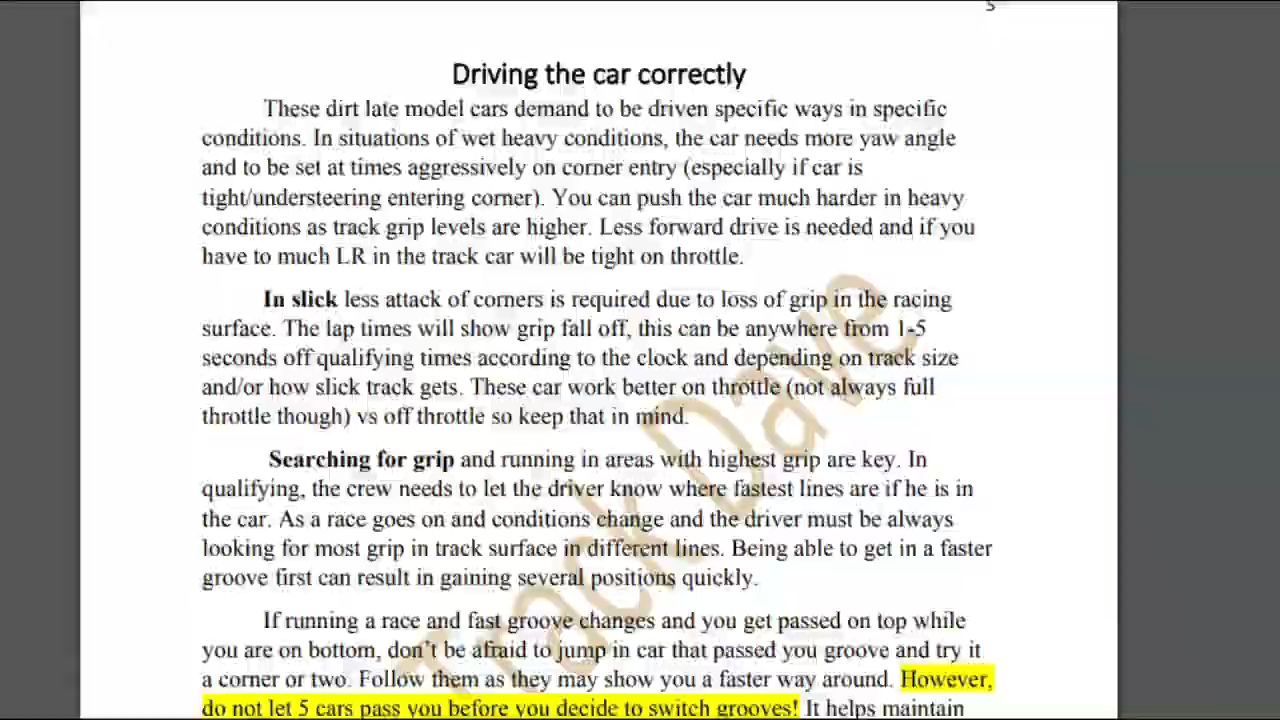 5
Driving the car correctly
These dirt late model cars demand to be driven specific ways in specific
conditions. In situations of wet heavy conditions, the car needs more yaw angle
and to be set at times aggressively on corner entry (especially if car is
tight/understeering entering corner). You can push the car much harder in heavy
conditions as track grip levels are higher. Less forward drive is needed and if you
have to much LR in the track car will be tight on throttle.
In slick less attack of corners is required due to loss of grip in the racing
surface. The lap times will show grip fall off, this can be anywhere from 1-5
seconds off qualifying times according to the clock and depending on track size
and/or how slick track gets. These car work better on throttle (not always full
throttle though) vs off throttle so keep that in mind.
Searching for grip and running in areas with highest grip are key. In
qualifying, the crew needs to let the driver know where fastest lines are if he is in
the car. As a race goes on and conditions change and the driver must be always
looking for most grip in track surface in different lines. Being able to get in a faster
groove first can result in gaining several positions quickly.
If running a race and fast groove changes and you get passed on top while
you are on bottom, don't be afraid to jump in car that passed you groove and try it
a corner or two. Follow them as they may show you a faster way around. However,
do not let 5 cars pass you before you decide to switch grooves! It helps maintain
Track Dave